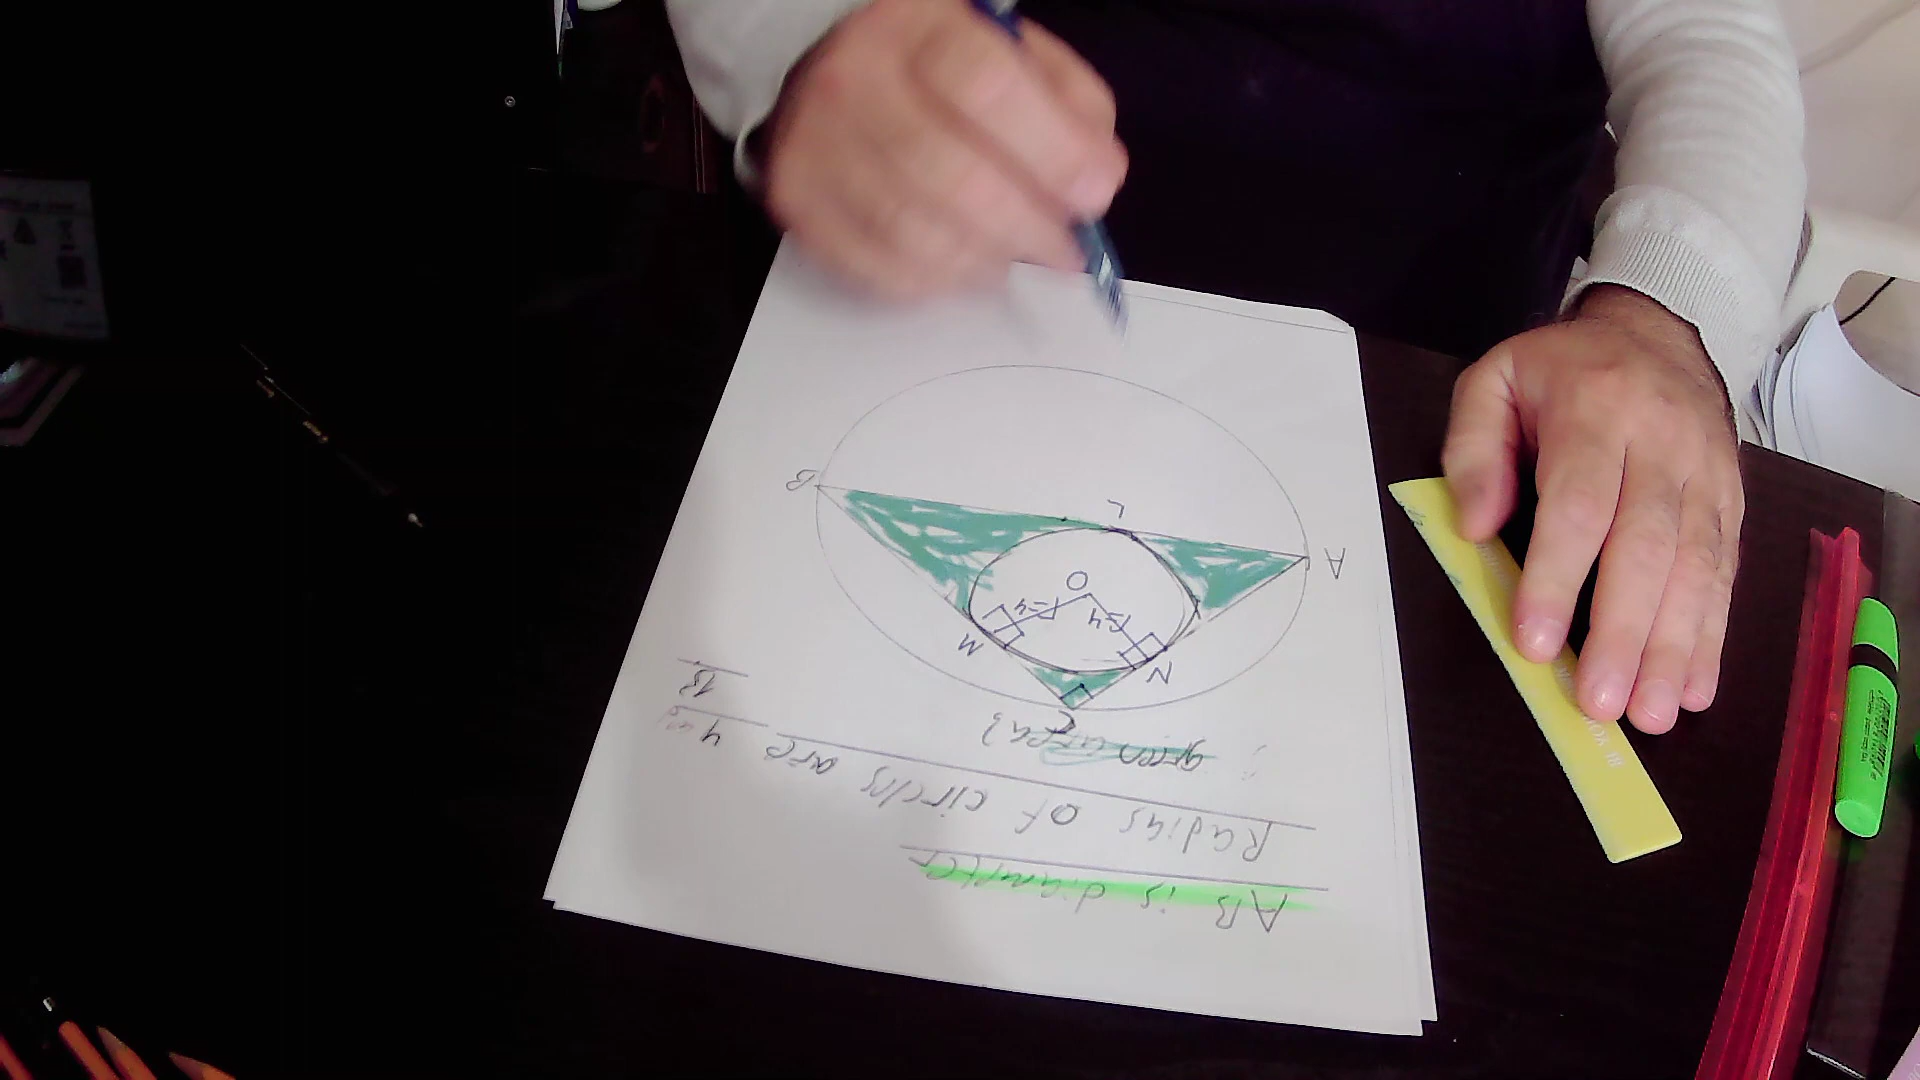 AB is diameter
Radius of circles are 4 and
13
green area?
C
N
M
r=4
r=4
O
A
L
B